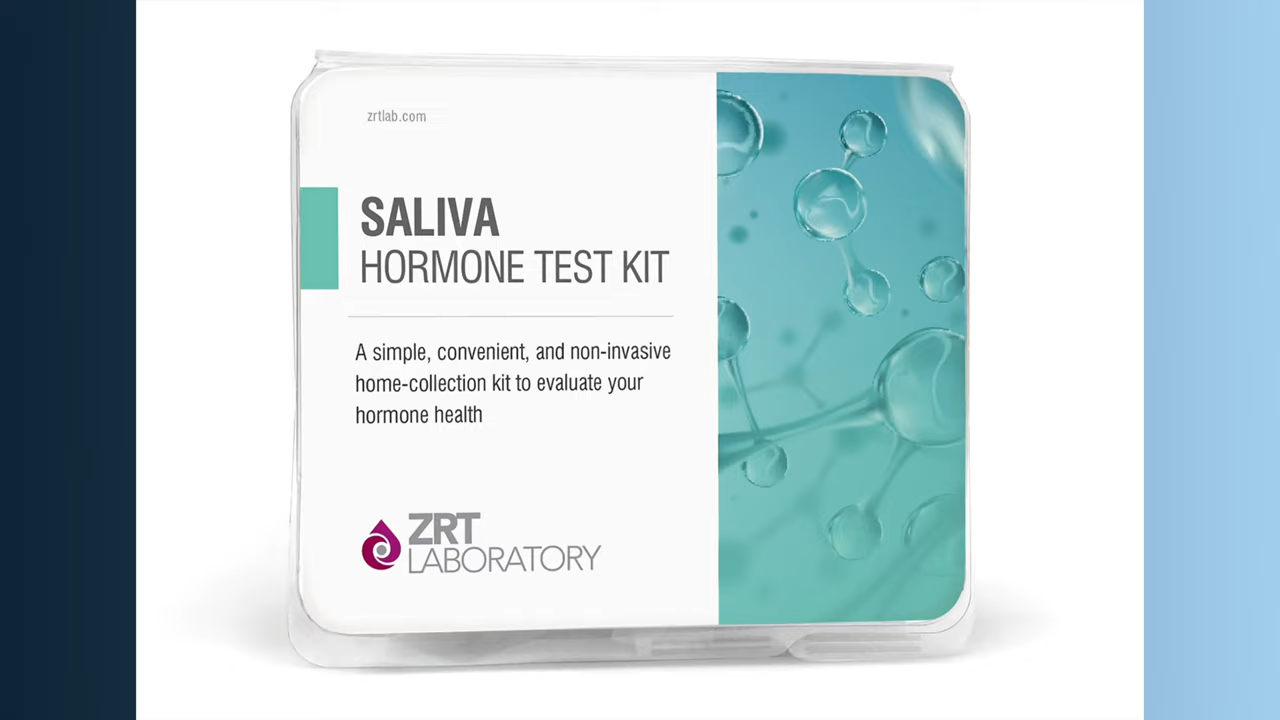 zrtlab.com
SALIVA
HORMONE TEST KIT
A simple, convenient, and non-invasive
home-collection kit to evaluate your
hormone health
ZRT
LABORATORY